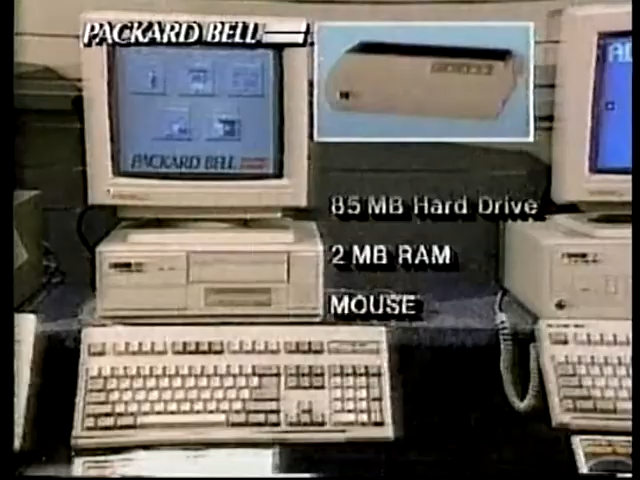 PACKARD BELL
PACKARD BELL
85 MB Hard Drive
2 MB RAM
MOUSE